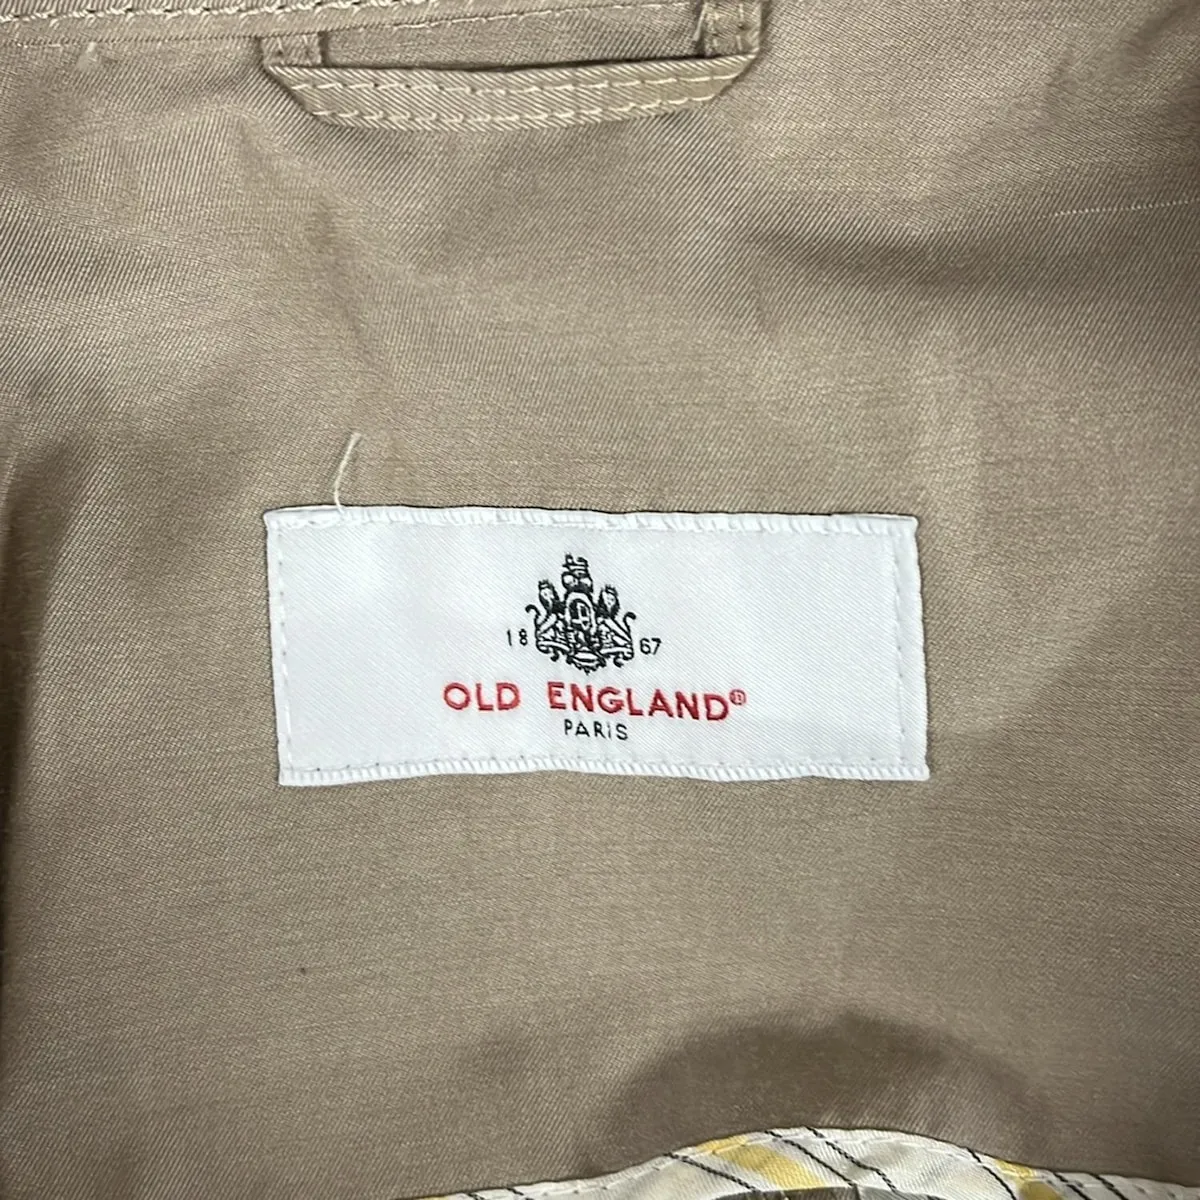 18 67
OLD ENGLAND®
PARIS